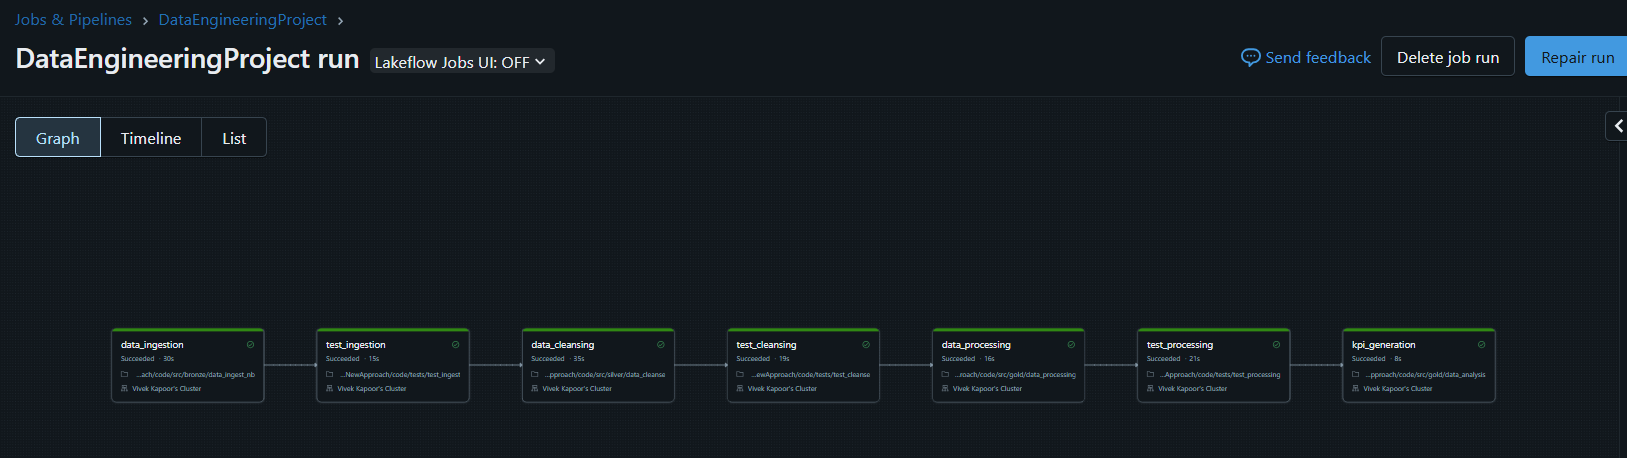 Jobs & Pipelines > DataEngineeringProject >
DataEngineeringProject run
Lakeflow Jobs UI: OFF
Send feedback
Delete job run
Repair run
Graph
Timeline
List
data_ingestion
Succeeded · 30s
...ach/code/src/bronze/data_ingest_nb
Vivek Kapoor's Cluster
test_ingestion
Succeeded · 15s
...NewApproach/code/tests/test_ingest
Vivek Kapoor's Cluster
data_cleansing
Succeeded · 35s
...pproach/code/src/silver/data_cleanse
Vivek Kapoor's Cluster
test_cleansing
Succeeded · 19s
...ewApproach/code/tests/test_cleanse
Vivek Kapoor's Cluster
data_processing
Succeeded · 16s
...roach/code/src/gold/data_processing
Vivek Kapoor's Cluster
test_processing
Succeeded · 21s
...Approach/code/tests/test_processing
Vivek Kapoor's Cluster
kpi_generation
Succeeded · 8s
...pproach/code/src/gold/data_analysis
Vivek Kapoor's Cluster